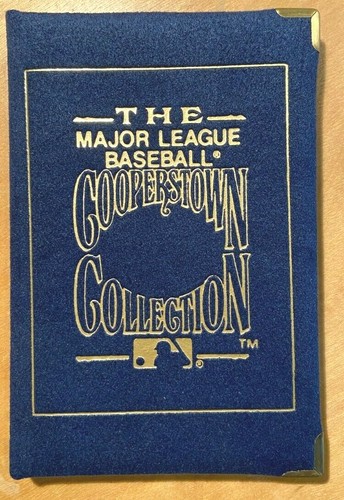 THE
MAJOR LEAGUE
BASEBALL®
COOPERSTOWN
COLLECTION
TM
®